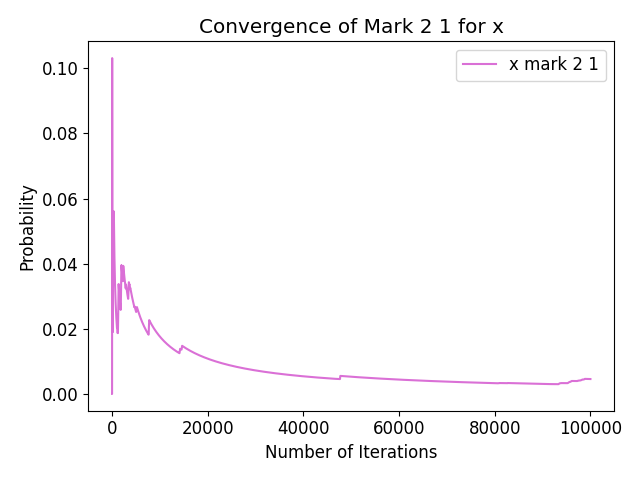 Convergence of Mark 2 1 for x
x mark 2 1
Probability
0.10
0.08
0.06
0.04
0.02
0.00
0 20000 40000 60000 80000 100000
Number of Iterations